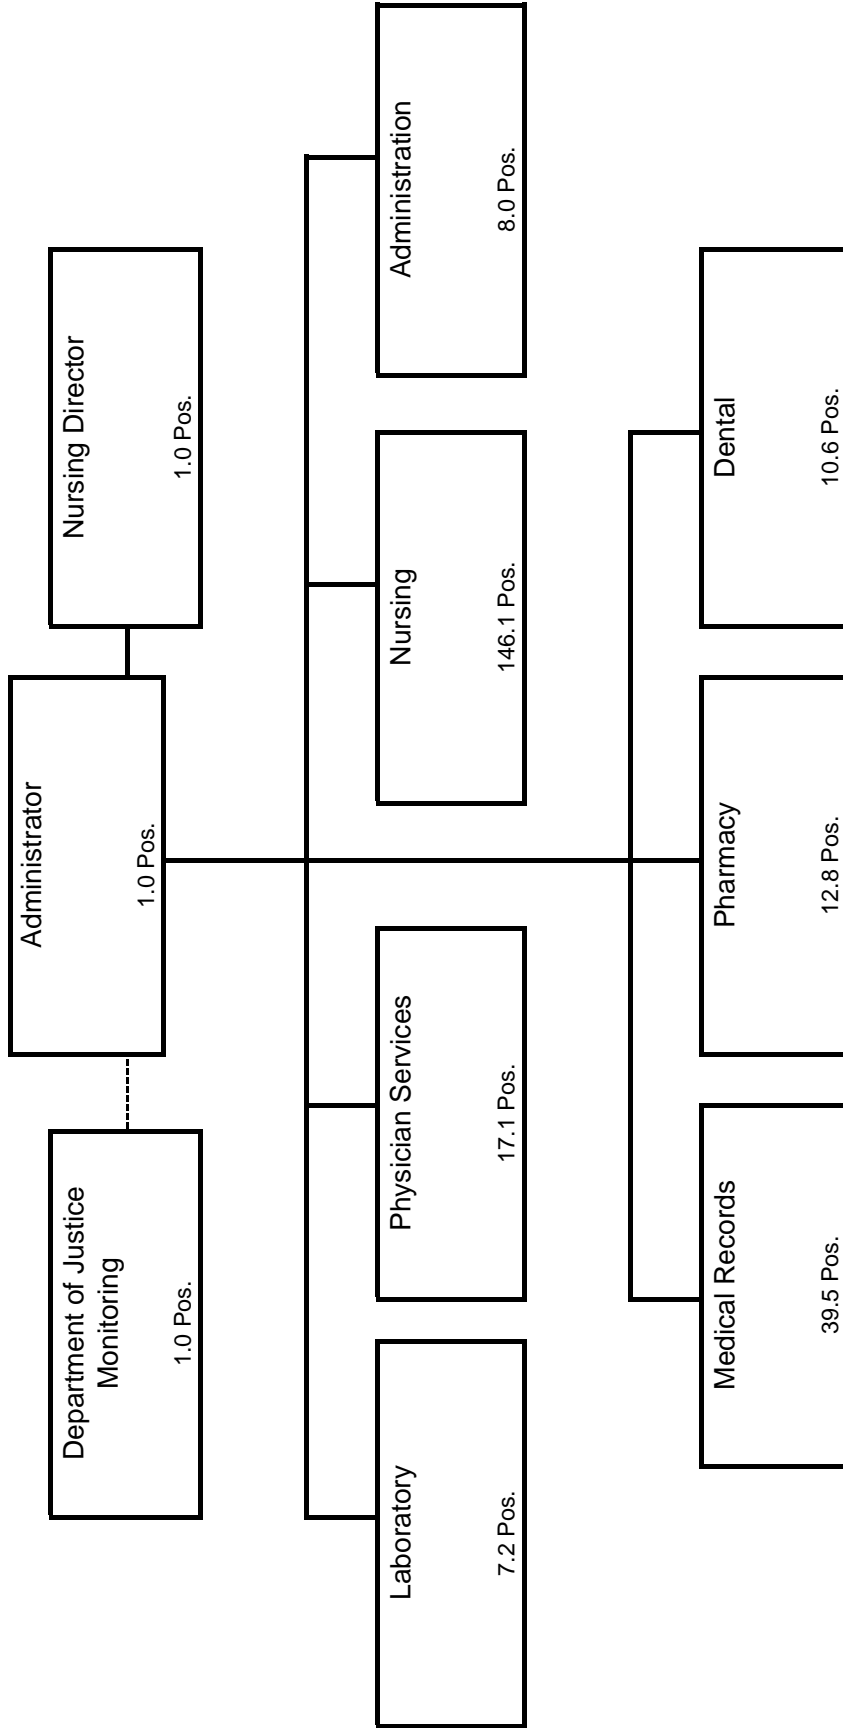 Administrator
1.0 Pos.
Department of Justice
Monitoring
1.0 Pos.
Nursing Director
1.0 Pos.
Laboratory
7.2 Pos.
Physician Services
17.1 Pos.
Nursing
146.1 Pos.
Administration
8.0 Pos.
Medical Records
39.5 Pos.
Pharmacy
12.8 Pos.
Dental
10.6 Pos.